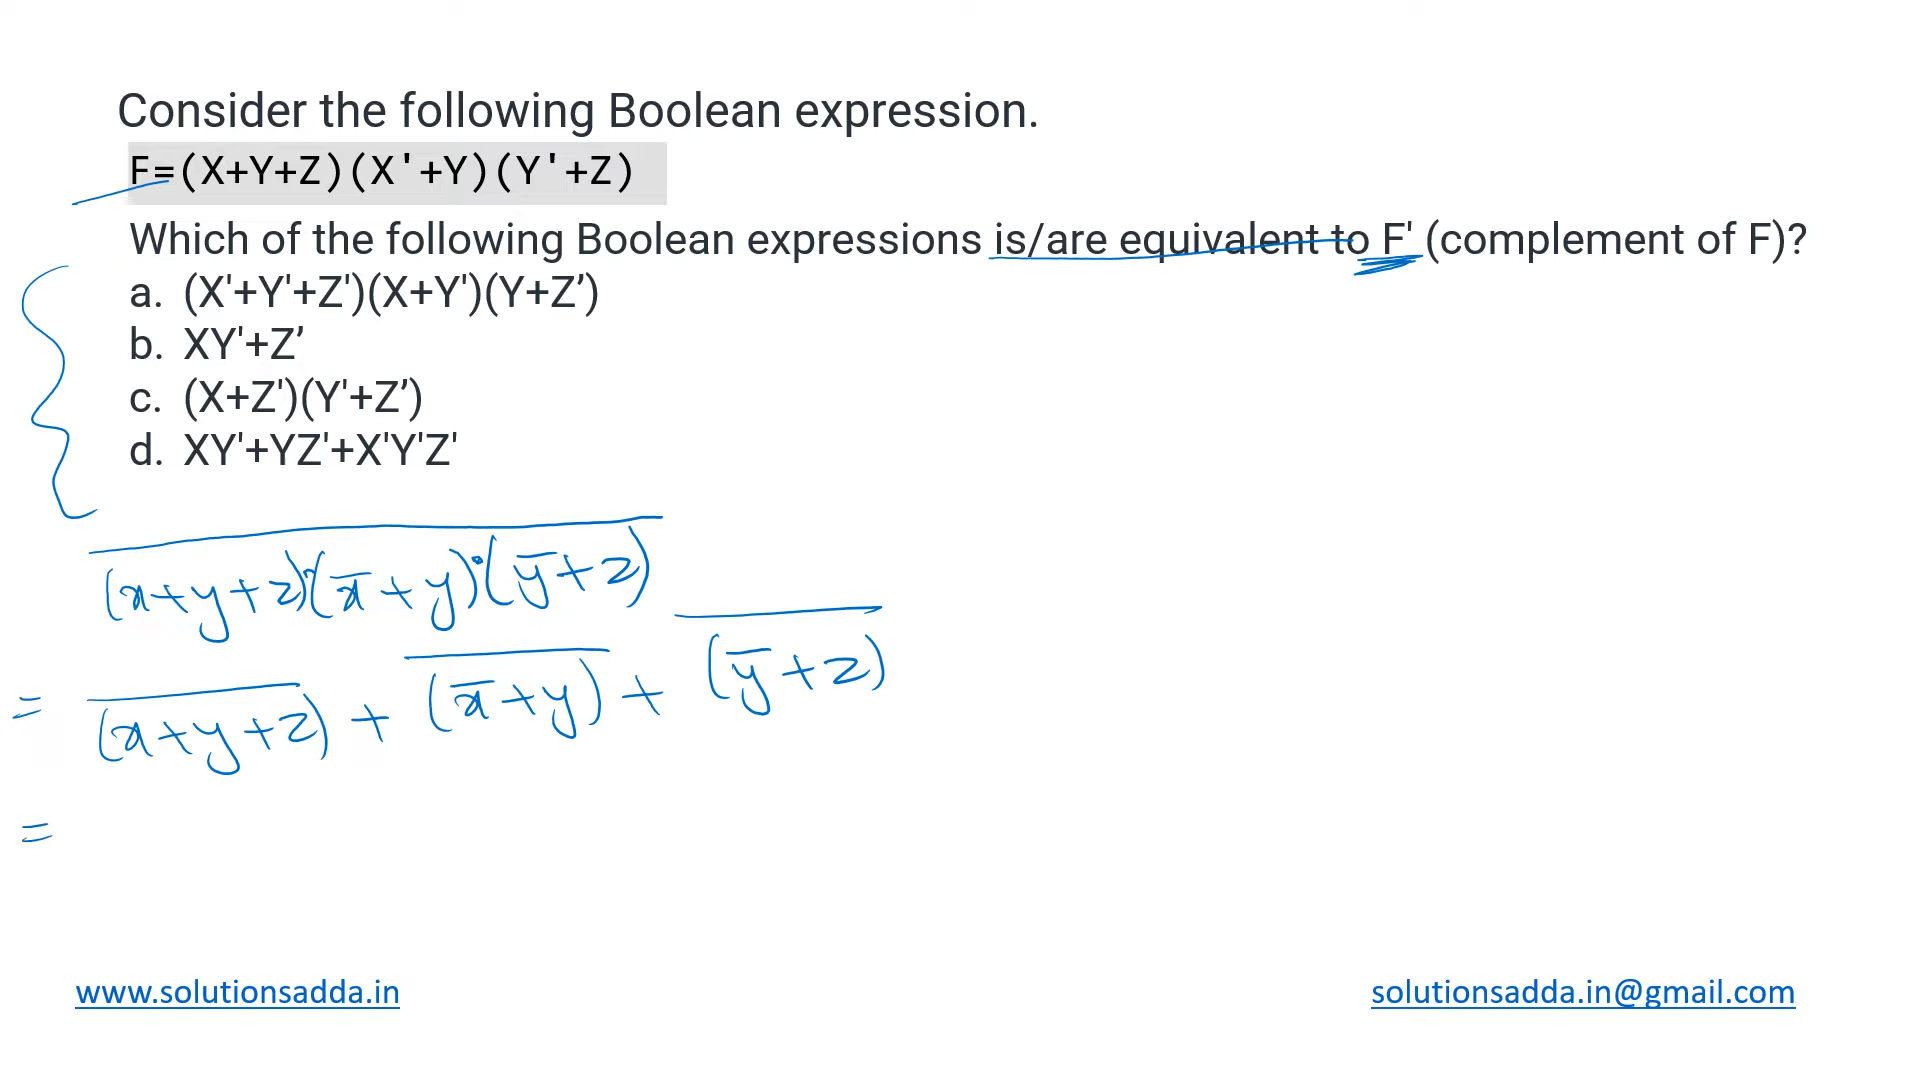 Consider the following Boolean expression.
F=(X+Y+Z)(X'+Y)(Y'+Z)
Which of the following Boolean expressions is/are equivalent to F' (complement of F)?
a. (X'+Y'+Z')(X+Y')(Y+Z’)
b. XY'+Z’
c. (X+Z')(Y'+Z’)
d. XY'+YZ'+X'Y'Z'
(x+y+z)·(x̅+y)·(y̅+z)
= (x+y+z) + (x̅+y) + (y̅+z)
=
www.solutionsadda.in
solutionsadda.in@gmail.com